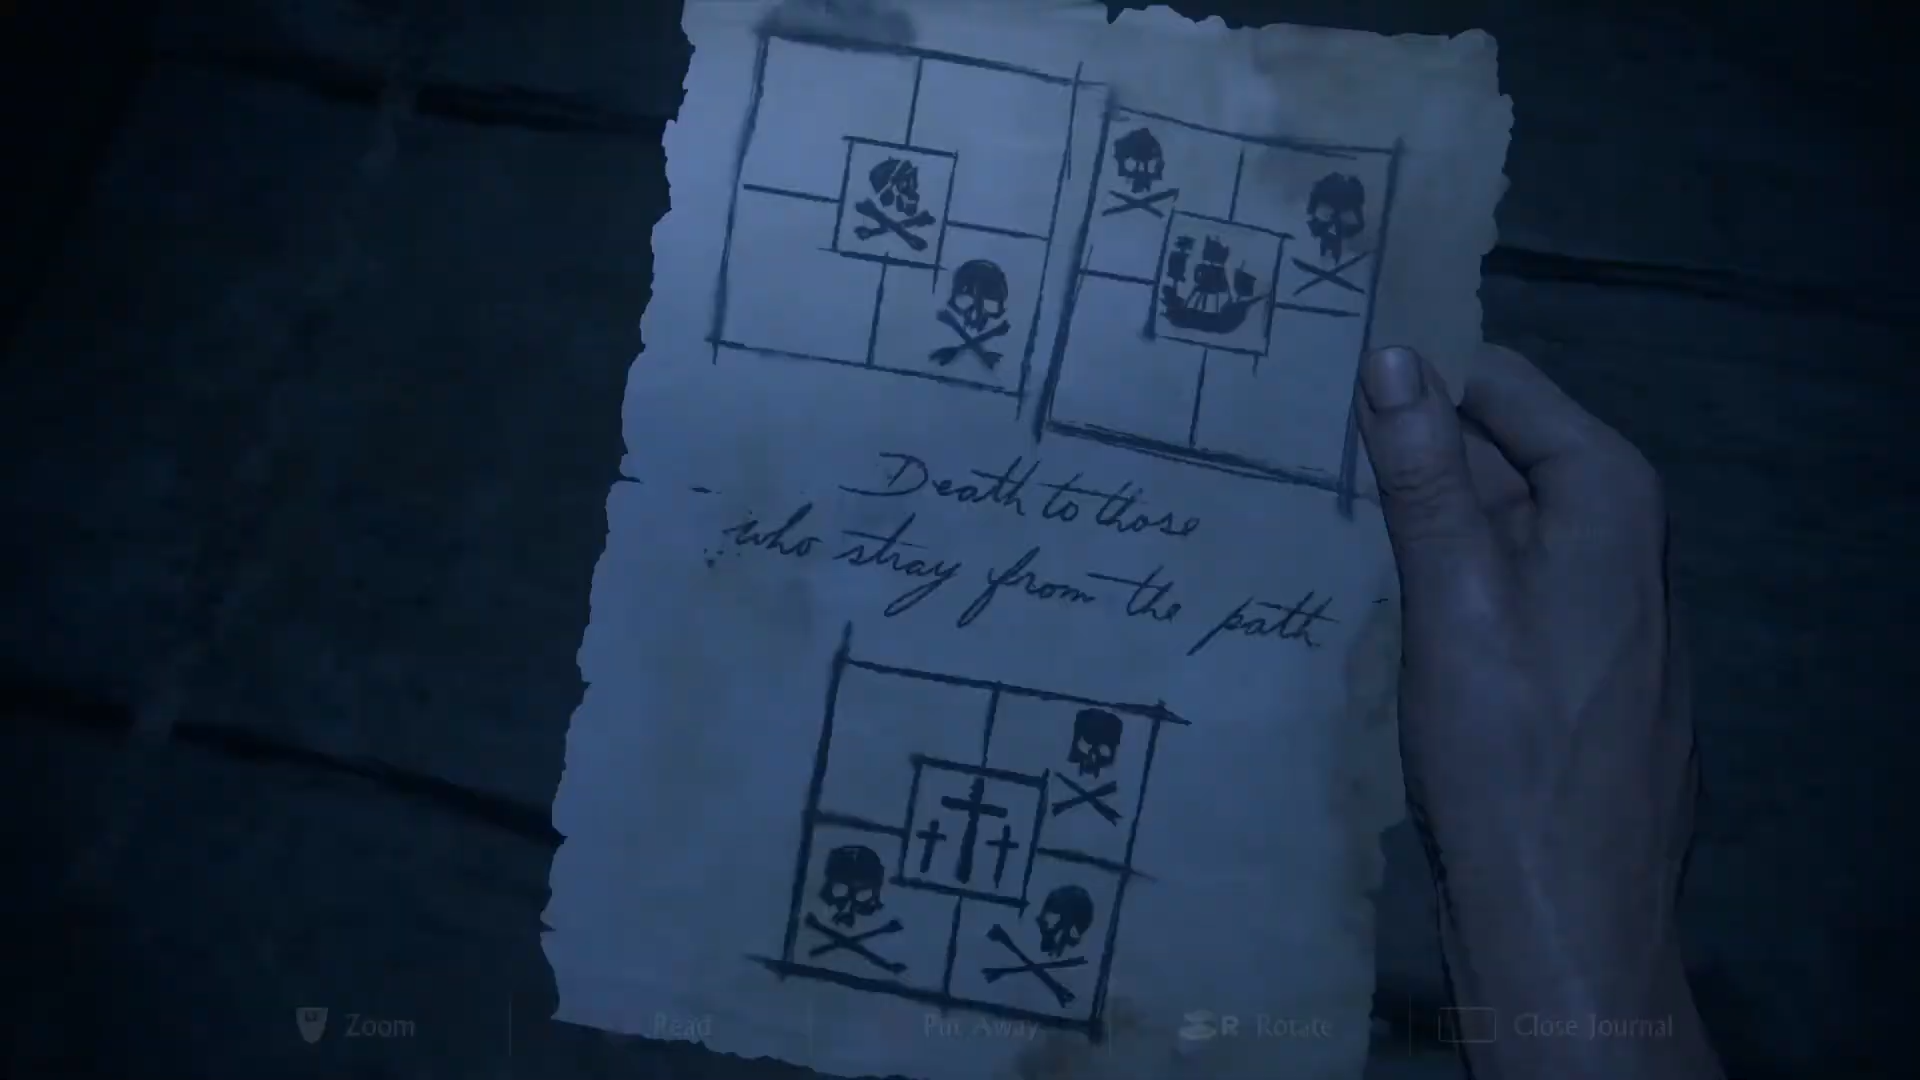 Death to those
who stray from the path
Zoom
Read
Put Away
R Rotate
Close Journal